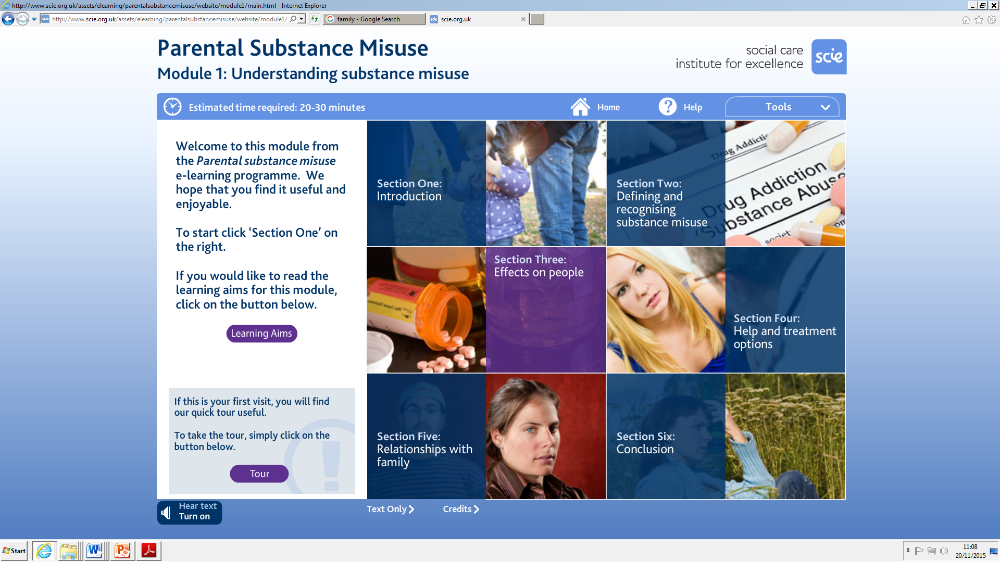 http://www.scie.org.uk/assets/elearning/parentalsubstancemisuse/website/module1/main.html - Internet Explorer
http://www.scie.org.uk/assets/elearning/parentalsubstancemisuse/website/module1/
family - Google Search
scie.org.uk
Parental Substance Misuse
Module 1: Understanding substance misuse
social care
institute for excellence
scie
Estimated time required: 20-30 minutes
Home
Help
Tools
Welcome to this module from
the Parental substance misuse
e-learning programme. We
hope that you find it useful and
enjoyable.
To start click ‘Section One’ on
the right.
If you would like to read the
learning aims for this module,
click on the button below.
Learning Aims
If this is your first visit, you will find
our quick tour useful.
To take the tour, simply click on the
button below.
Tour
Section One:
Introduction
Section Two:
Defining and
recognising
substance misuse
Drug Addiction
Substance Abuse
Section Three:
Effects on people
Section Four:
Help and treatment
options
Section Five:
Relationships with
family
Section Six:
Conclusion
Hear text
Turn on
Text Only
Credits
Start
11:08
20/11/2015